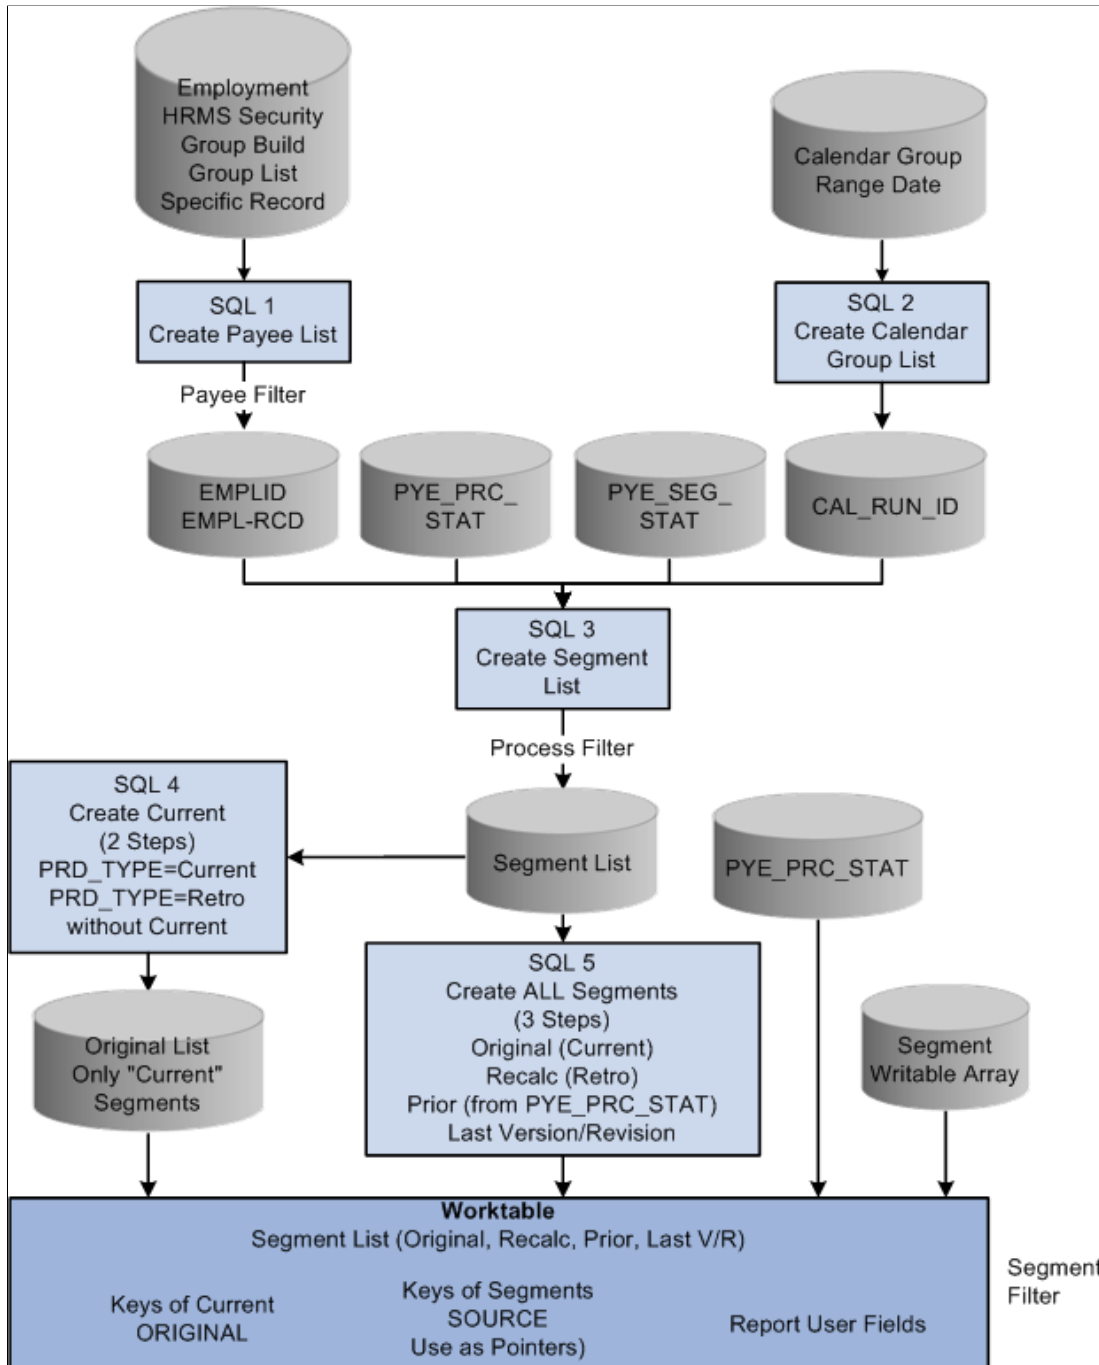 Employment
HRMS Security
Group Build
Group List
Specific Record
Calendar Group
Range Date
SQL 1
Create Payee List
SQL 2
Create Calendar
Group List
Payee Filter
EMPLID
EMPL-RCD
PYE_PRC_
STAT
PYE_SEG_
STAT
CAL_RUN_ID
SQL 3
Create Segment
List
Process Filter
SQL 4
Create Current
(2 Steps)
PRD_TYPE=Current
PRD_TYPE=Retro
without Current
Segment List
PYE_PRC_STAT
SQL 5
Create ALL Segments
(3 Steps)
Original (Current)
Recalc (Retro)
Prior (from PYE_PRC_STAT)
Last Version/Revision
Original List
Only "Current"
Segments
Segment
Writable Array
Worktable
Segment List (Original, Recalc, Prior, Last V/R)
Keys of Current
ORIGINAL
Keys of Segments
SOURCE
Use as Pointers)
Report User Fields
Segment
Filter